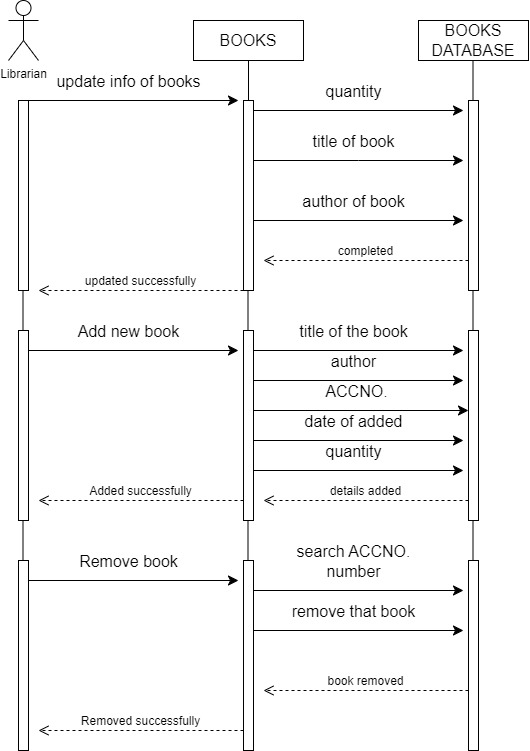 BOOKS
BOOKS
DATABASE
Librarian
update info of books
quantity
title of book
author of book
completed
updated successfully
Add new book
title of the book
author
ACCNO.
date of added
quantity
Added successfully
details added
Remove book
search ACCNO.
number
remove that book
book removed
Removed successfully